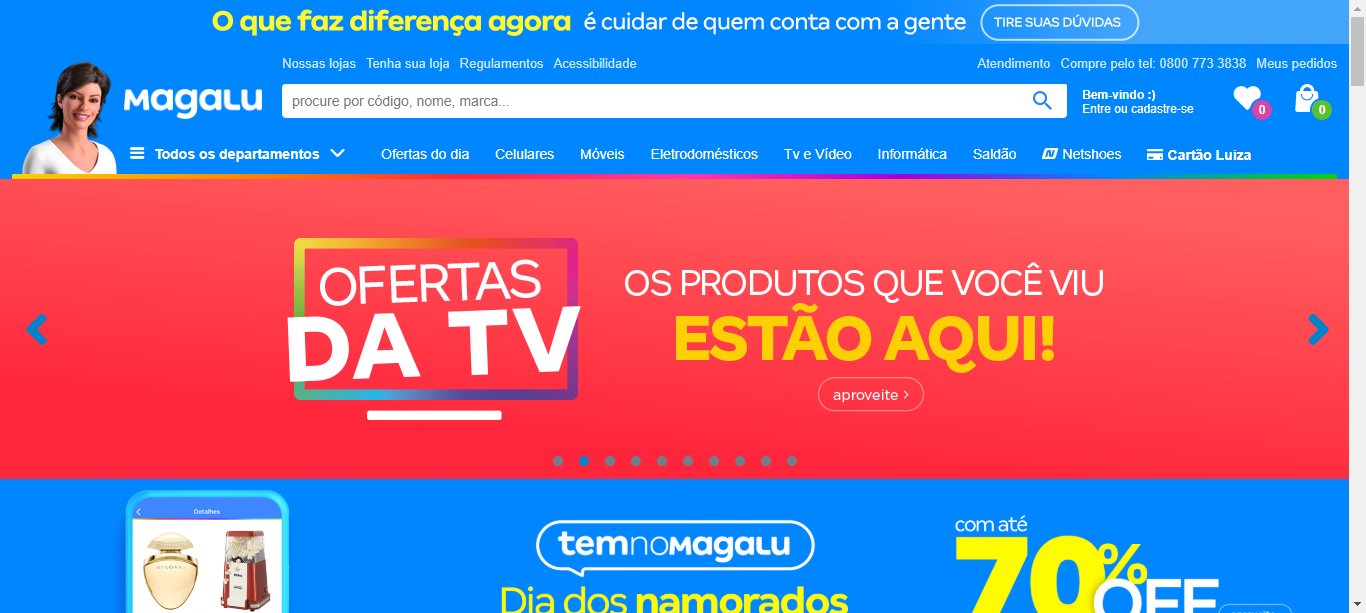 O que faz diferença agora é cuidar de quem conta com a gente TIRE SUAS DÚVIDAS
Nossas lojas Tenha sua loja Regulamentos Acessibilidade Atendimento Compre pelo tel: 0800 773 3838 Meus pedidos
MAGALU
procure por código, nome, marca...
Bem-vindo :)
Entre ou cadastre-se
0
0
Todos os departamentos Ofertas do dia Celulares Móveis Eletrodomésticos Tv e Vídeo Informática Saldão Netshoes Cartão Luiza
OFERTAS
DA TV
OS PRODUTOS QUE VOCÊ VIU
ESTÃO AQUI!
aproveite >
Detalhes
BVLGARI
temnoMagalu
Dia dos namorados
com até
70%
OFF